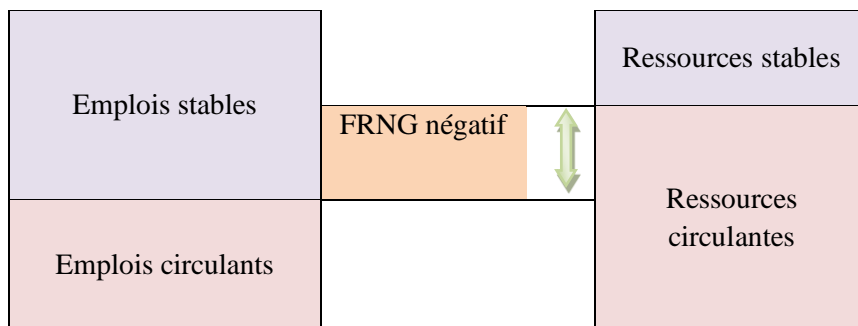 Emplois stables
FRNG négatif
Ressources stables
Emplois circulants
Ressources
circulantes